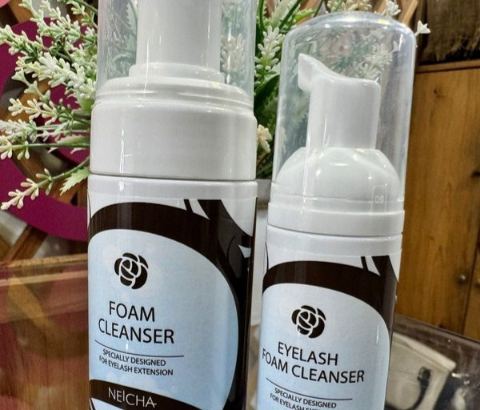 FOAM
CLEANSER
SPECIALLY DESIGNED
FOR EYELASH EXTENSION
NEICHA
EYELASH
FOAM CLEANSER
SPECIALLY DESIGNED
FOR EYELASH